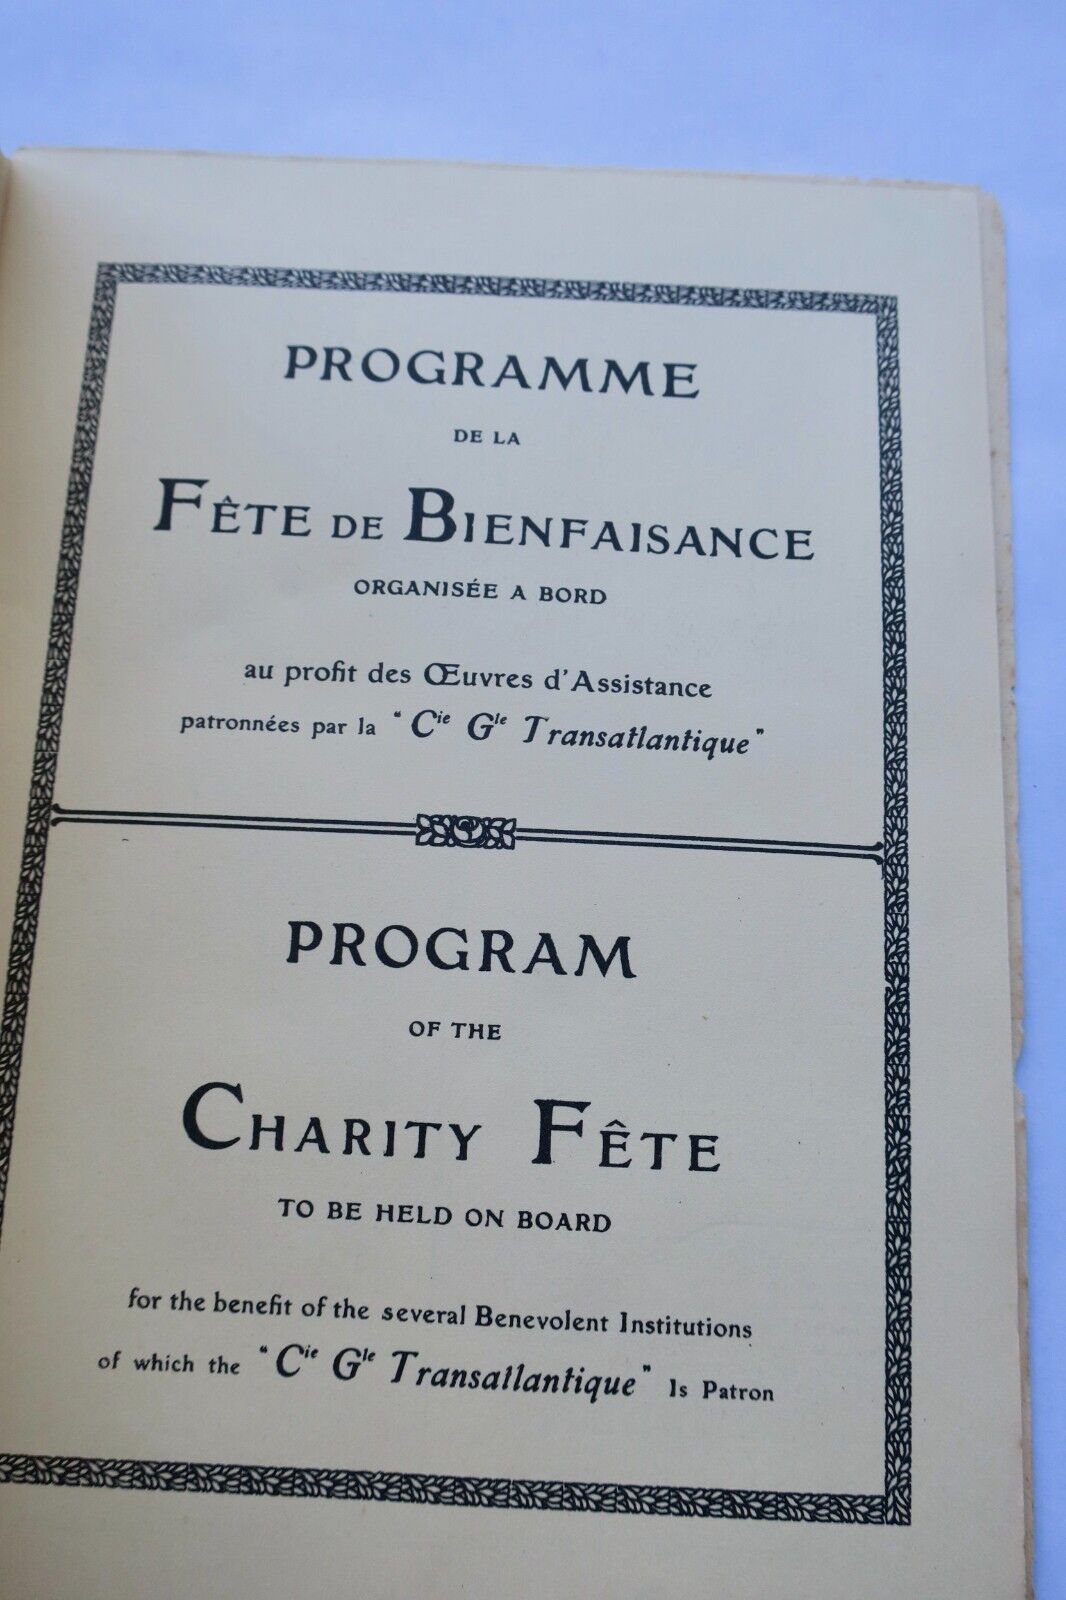 PROGRAMME
DE LA
FÊTE DE BIENFAISANCE
ORGANISÉE A BORD
au profit des Œuvres d'Assistance
patronnées par la "Cie Gle Transatlantique"
PROGRAM
OF THE
CHARITY FÊTE
TO BE HELD ON BOARD
for the benefit of the several Benevolent Institutions
of which the "Cie Gle Transatlantique" Is Patron